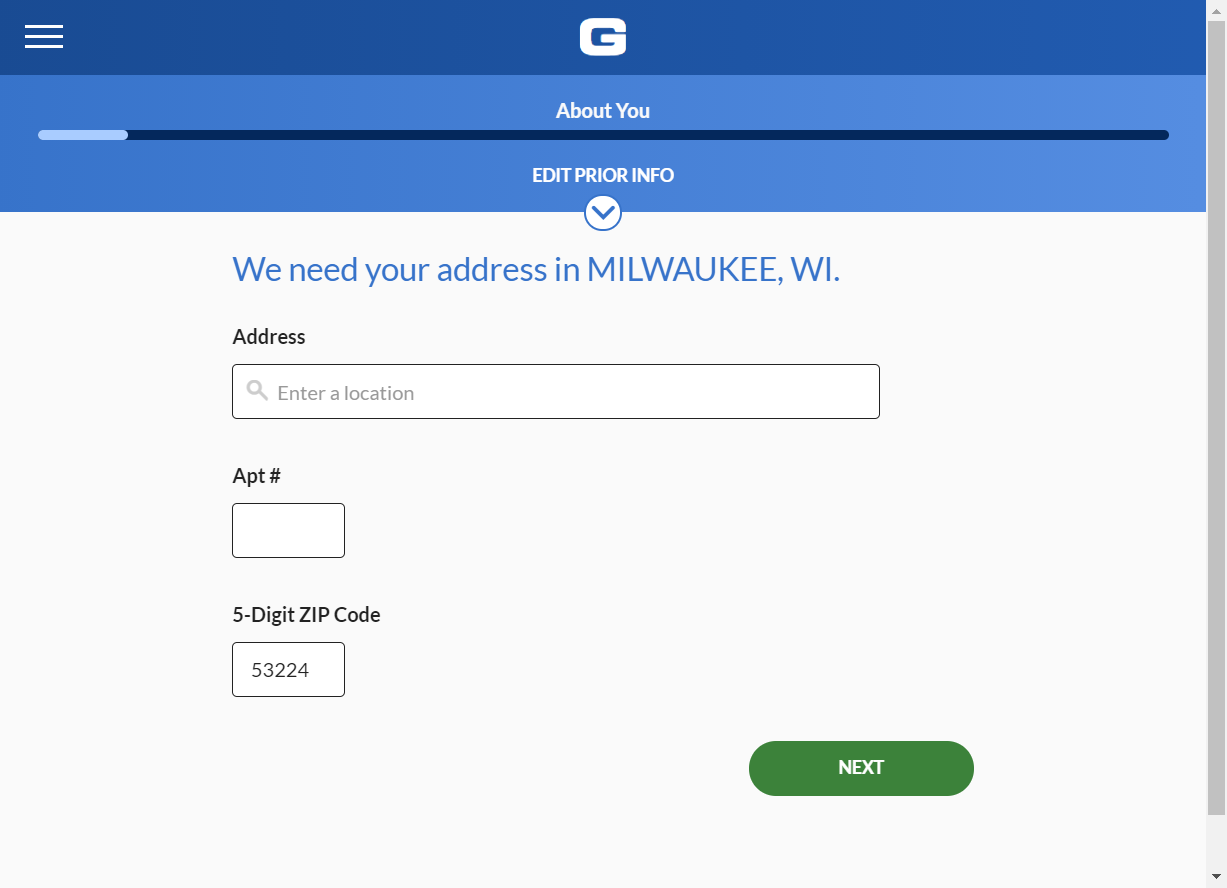 G
About You
EDIT PRIOR INFO
We need your address in MILWAUKEE, WI.
Address
Enter a location
Apt #
5-Digit ZIP Code
53224
NEXT